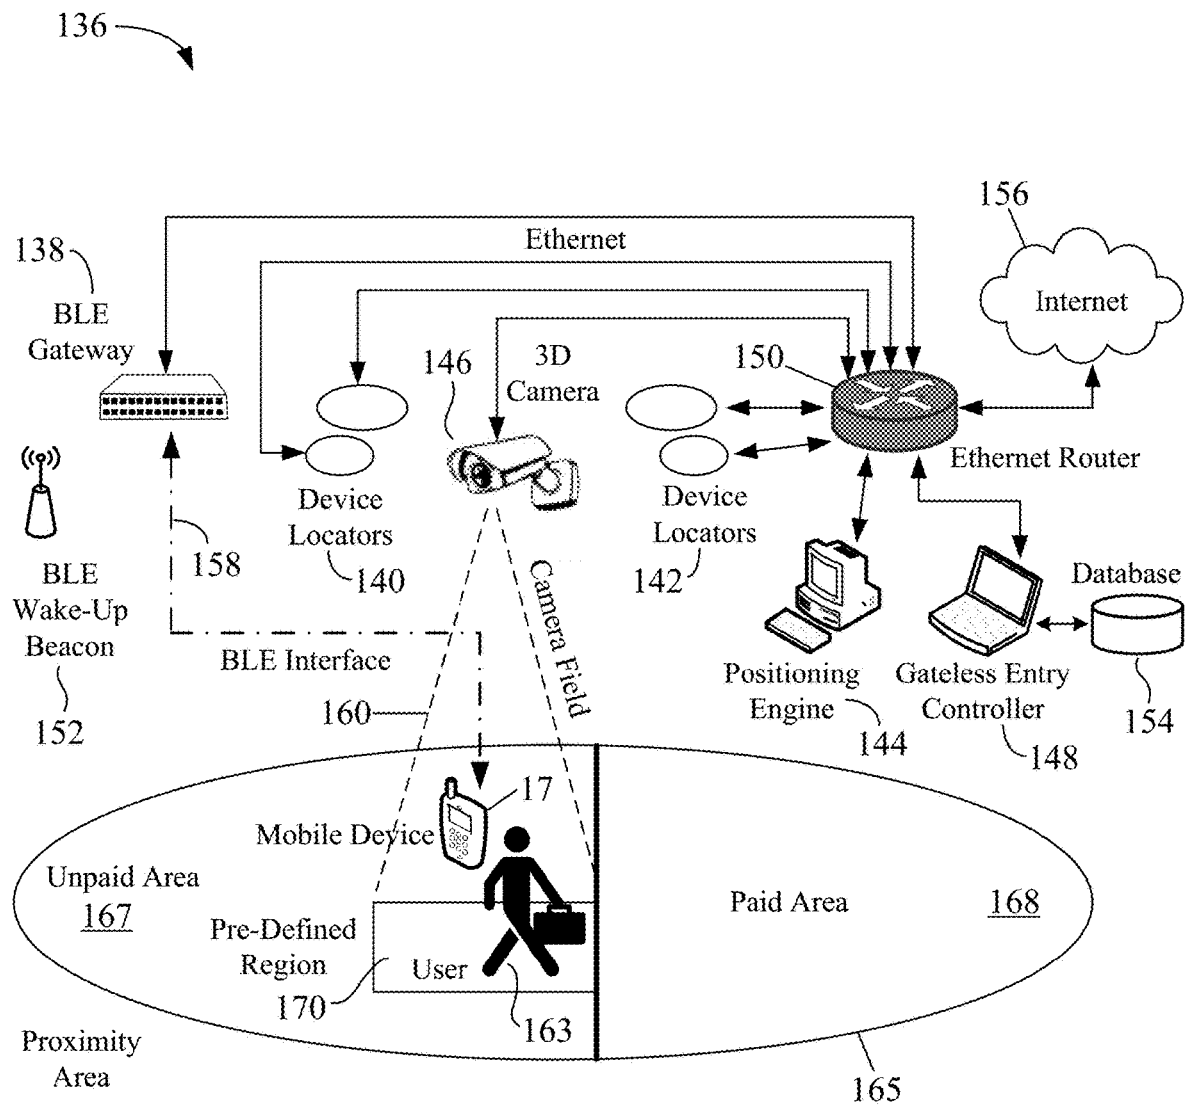 136
156
Ethernet
138
BLE
Gateway
Internet
146
3D
Camera
150
Ethernet Router
Device
Locators
140
Device
Locators
142
158
BLE
Wake-Up
Beacon
152
BLE Interface
Camera Field
160
Positioning
Engine
144
Gateless Entry
Controller
148
Database
154
17
Mobile Device
Unpaid Area
167
Paid Area
168
Pre-Defined
Region
170
User
163
Proximity
Area
165